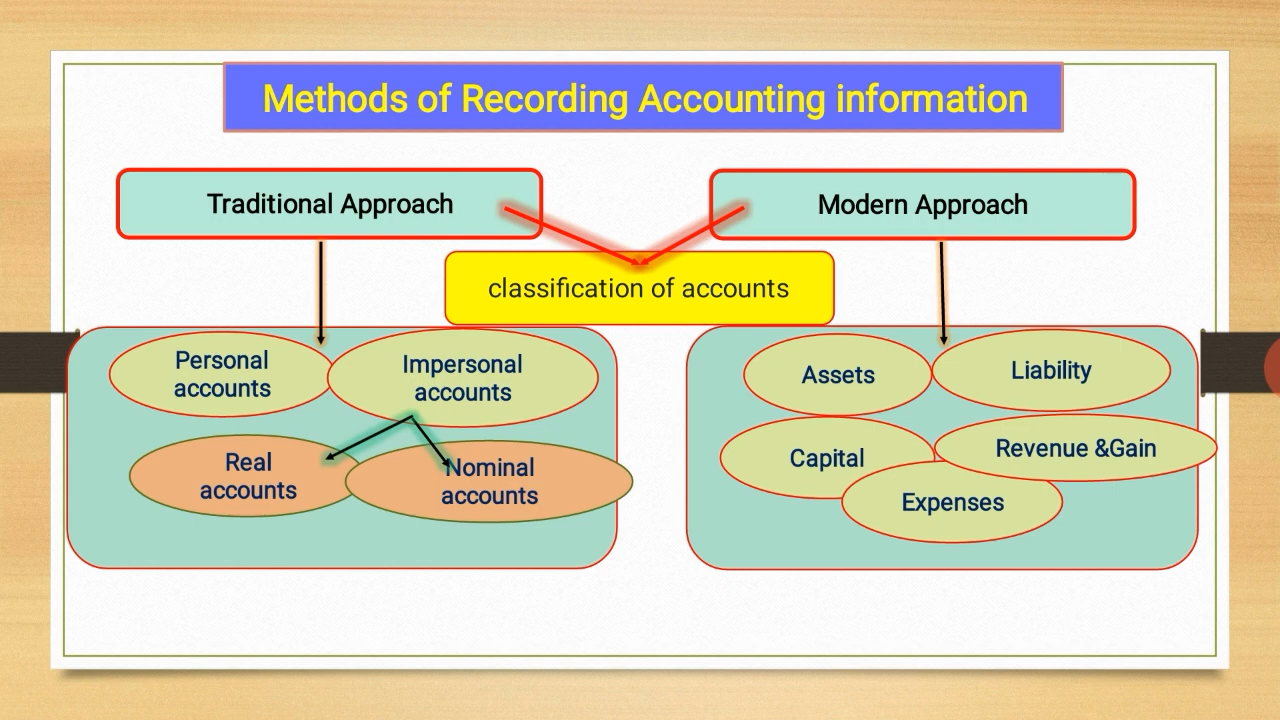 Methods of Recording Accounting information
Traditional Approach
Modern Approach
classification of accounts
Personal
accounts
Impersonal
accounts
Real
accounts
Nominal
accounts
Assets
Liability
Capital
Revenue &Gain
Expenses